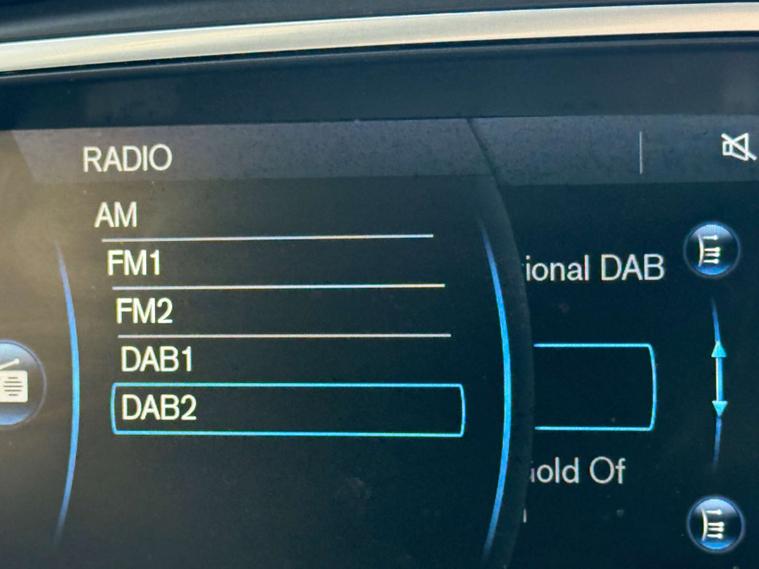 RADIO
AM
FM1
ional DAB
FM2
DAB1
DAB2
old Of